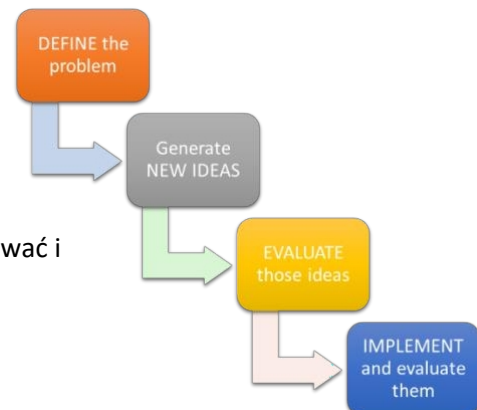 DEFINE the
problem
Generate
NEW IDEAS
wać i
EVALUATE
those ideas
IMPLEMENT
and evaluate
them